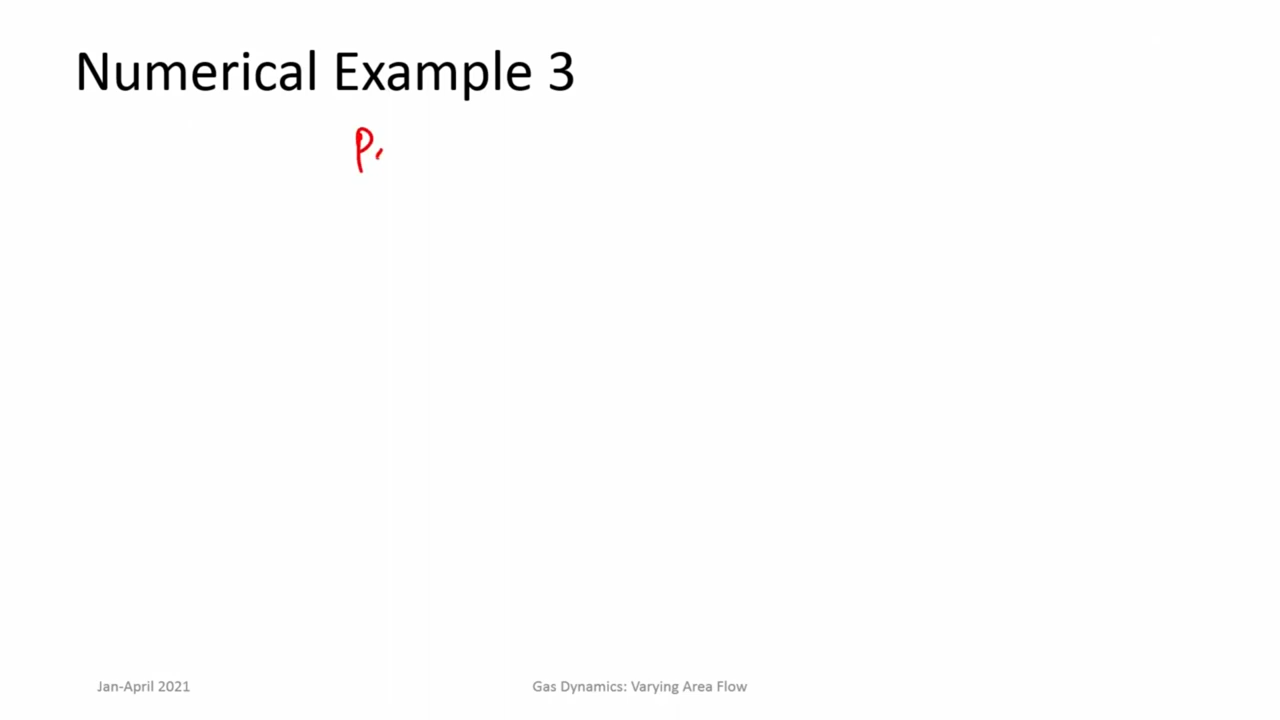 Numerical Example 3
P
Jan-April 2021
Gas Dynamics: Varying Area Flow